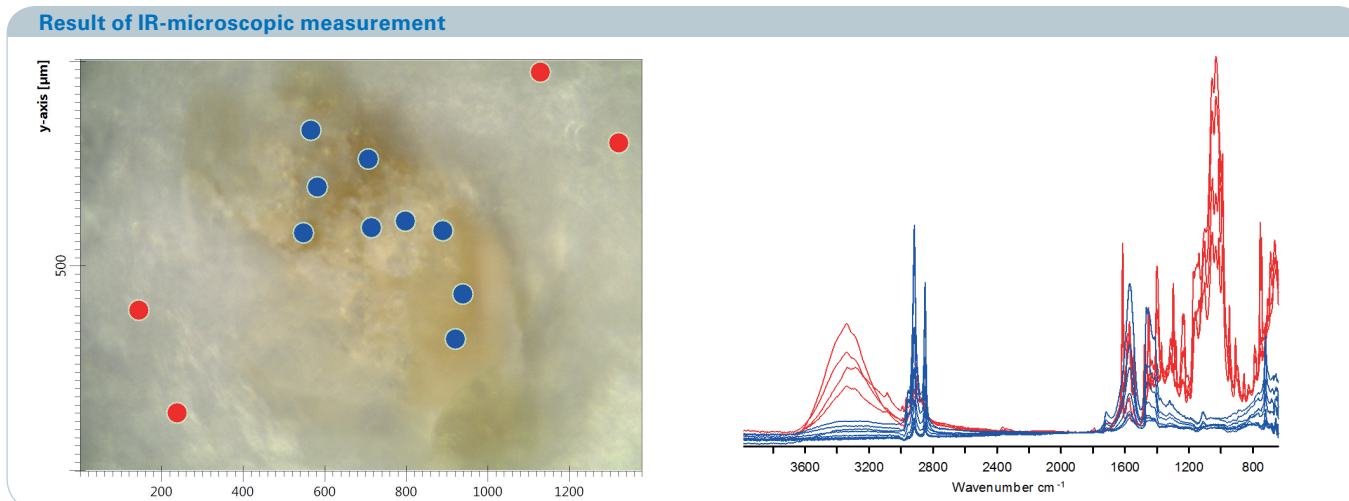 Result of IR-microscopic measurement
y-axis [µm]
500
200 400 600 800 1000 1200
3600 3200 2800 2400 2000 1600 1200 800
Wavenumber cm⁻¹